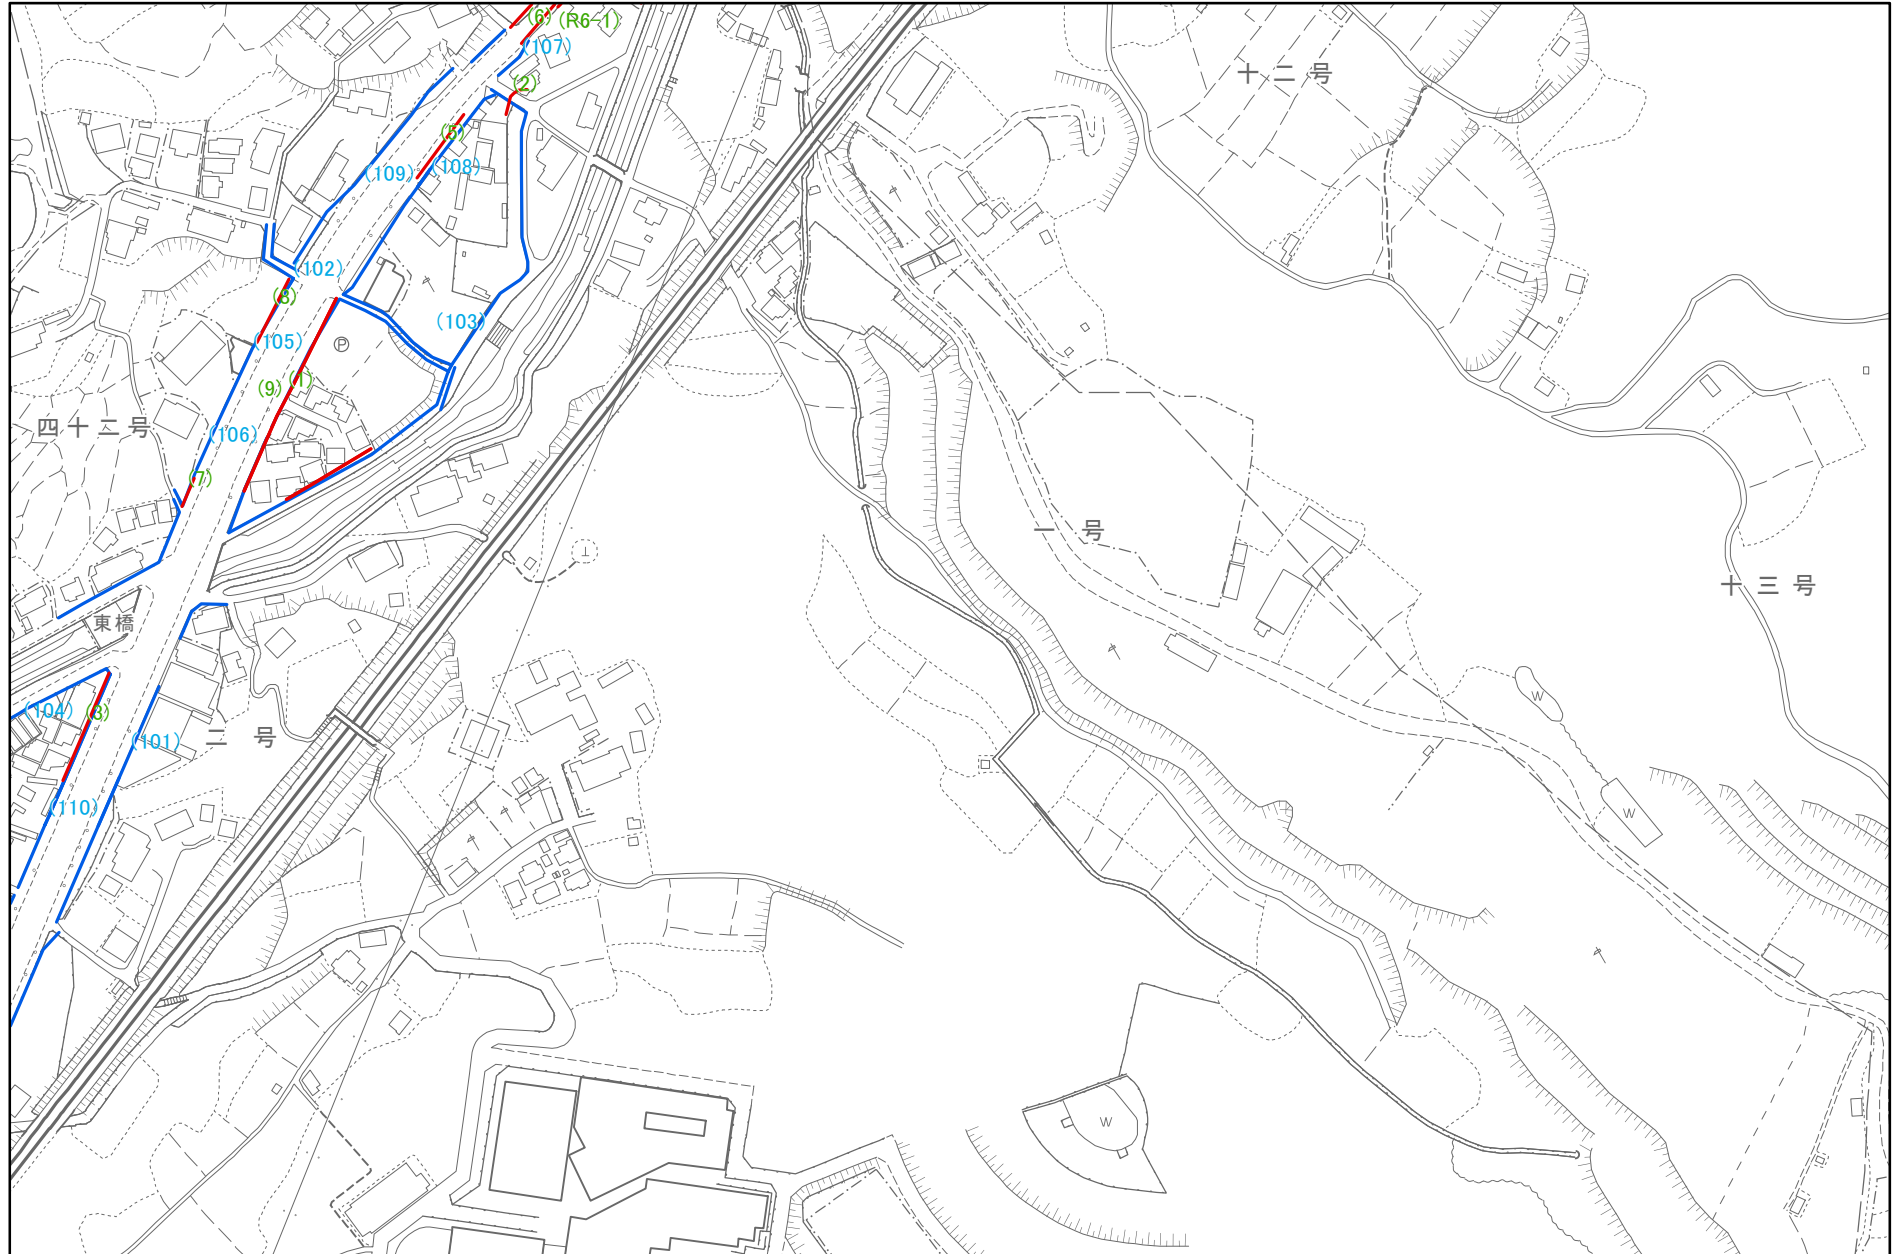 (6) (R6-1)
(107)
十二号
(2)
(5)
(108)
(109)
(102)
(8)
(103)
(105)
P
(9) (1)
四十二号
(106)
(7)
一号
十三号
東橋
W
(104) (3)
(101) 二号
(110)
W
W